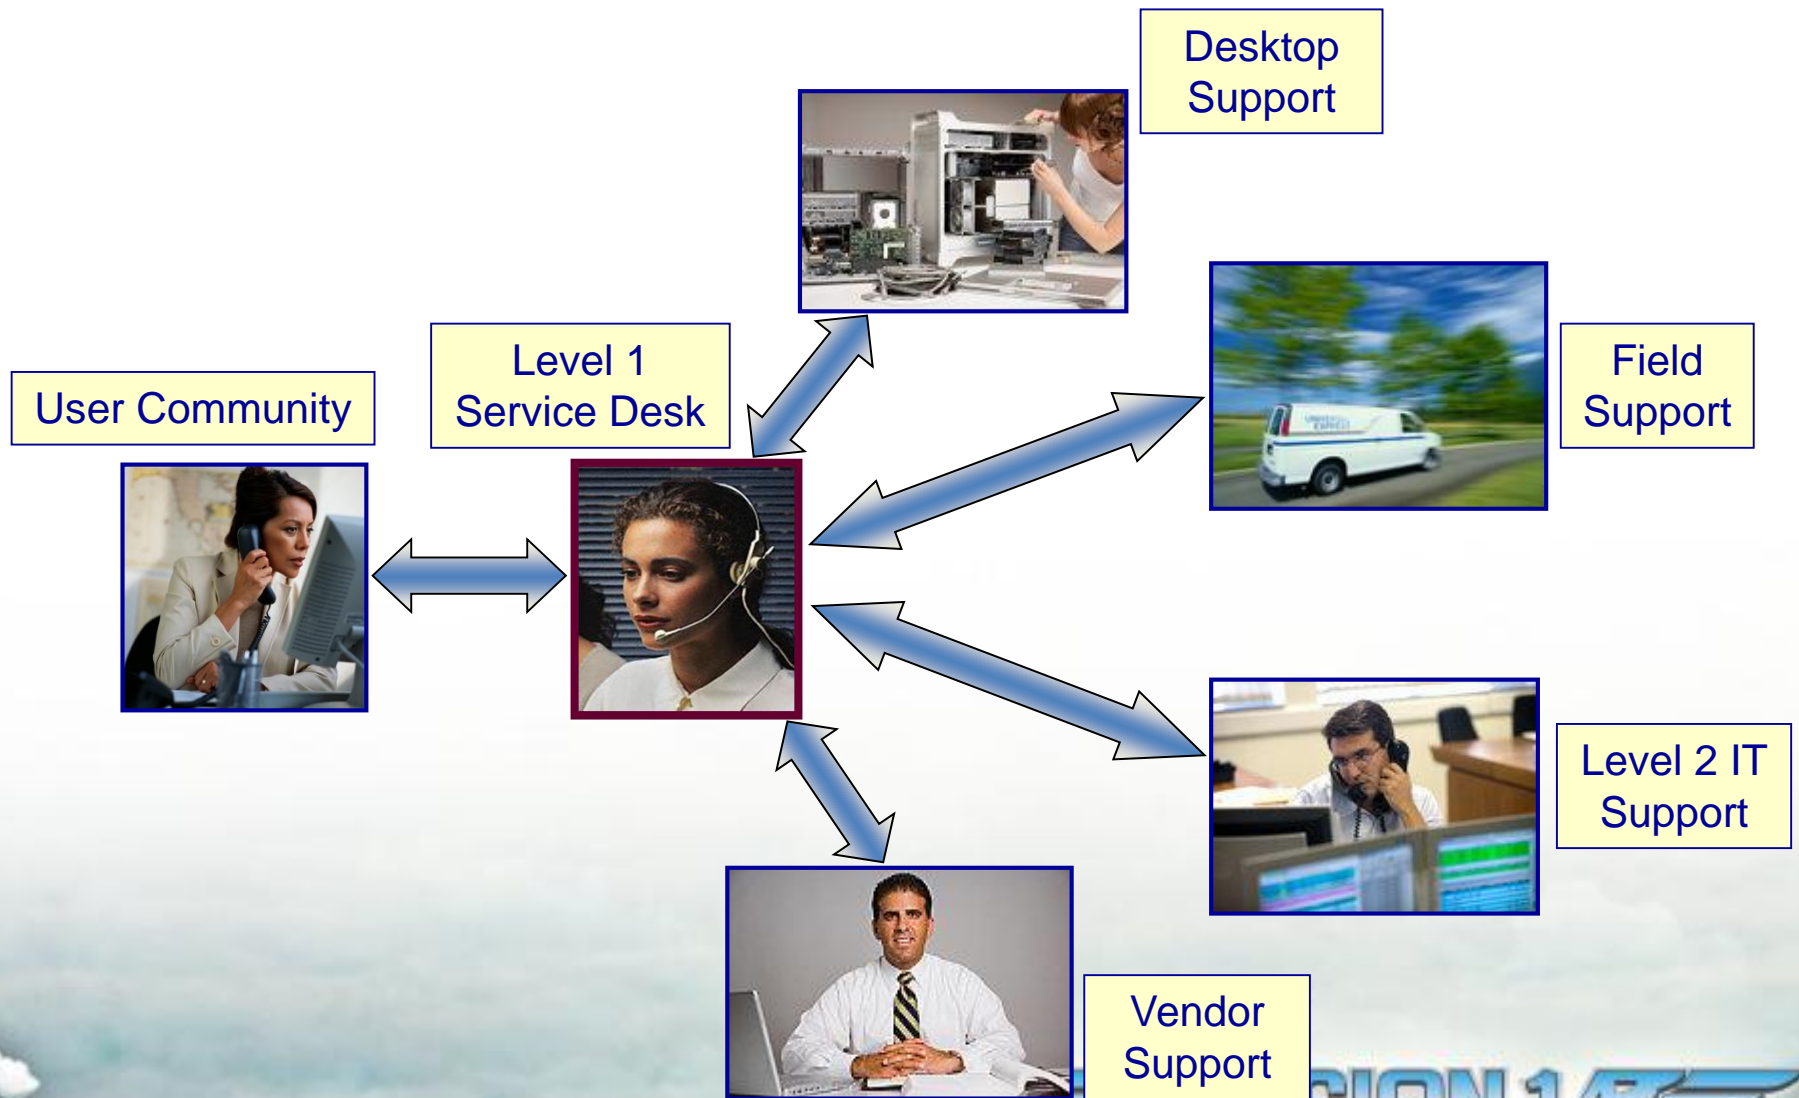 Desktop
Support
Level 1
Service Desk
User Community
Field
Support
Level 2 IT
Support
Vendor
Support